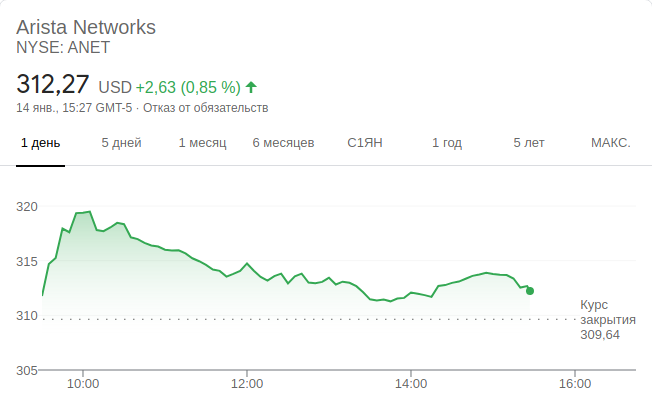 Arista Networks
NYSE: ANET
312,27 USD +2,63 (0,85 %)
14 янв., 15:27 GMT-5 · Отказ от обязательств
1 день 5 дней 1 месяц 6 месяцев С1ЯН 1 год 5 лет МАКС.
320
315
310
Курс
закрытия
309,64
305
10:00 12:00 14:00 16:00